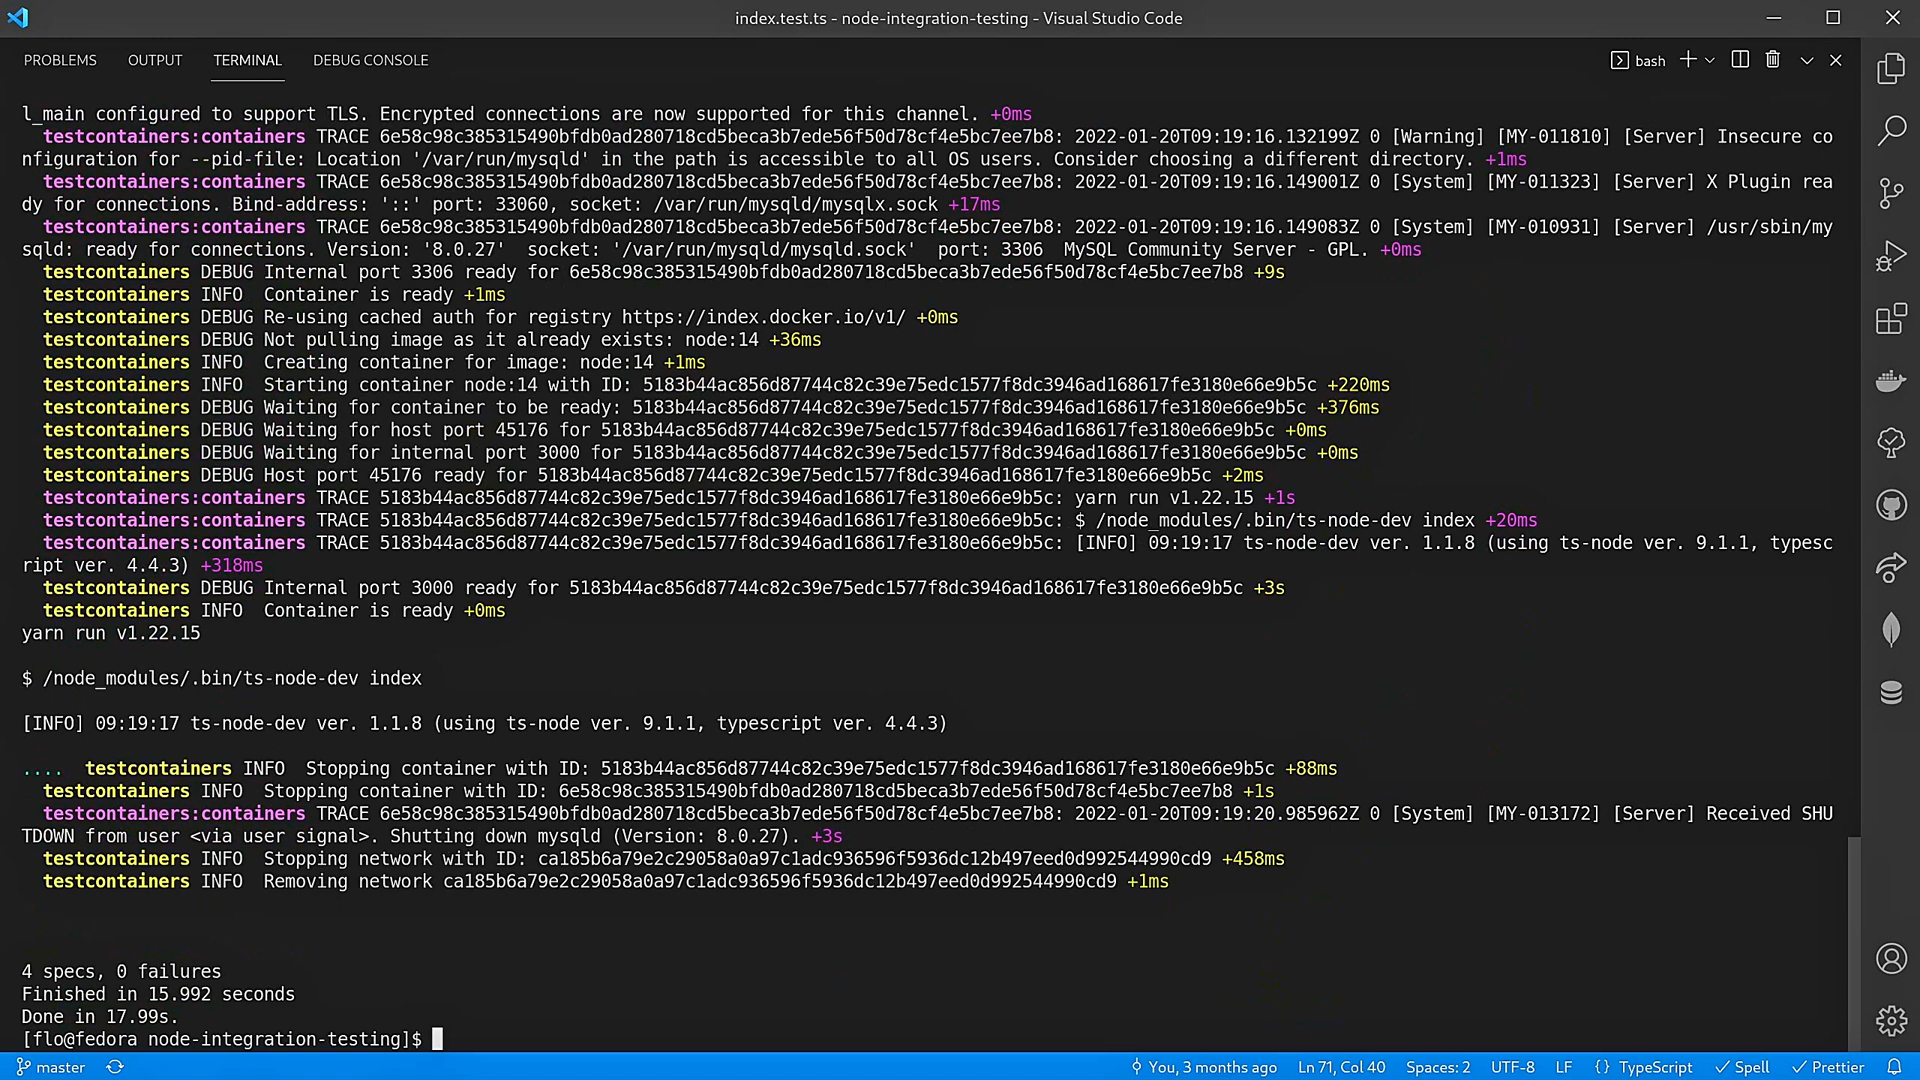 index.test.ts - node-integration-testing - Visual Studio Code
PROBLEMS OUTPUT TERMINAL DEBUG CONSOLE bash
l_main configured to support TLS. Encrypted connections are now supported for this channel. +0ms
testcontainers:containers TRACE 6e58c98c385315490bfdb0ad280718cd5beca3b7ede56f50d78cf4e5bc7ee7b8: 2022-01-20T09:19:16.132199Z 0 [Warning] [MY-011810] [Server] Insecure co
nfiguration for --pid-file: Location '/var/run/mysqld' in the path is accessible to all OS users. Consider choosing a different directory. +1ms
testcontainers:containers TRACE 6e58c98c385315490bfdb0ad280718cd5beca3b7ede56f50d78cf4e5bc7ee7b8: 2022-01-20T09:19:16.149001Z 0 [System] [MY-011323] [Server] X Plugin rea
dy for connections. Bind-address: '::' port: 33060, socket: /var/run/mysqld/mysqlx.sock +17ms
testcontainers:containers TRACE 6e58c98c385315490bfdb0ad280718cd5beca3b7ede56f50d78cf4e5bc7ee7b8: 2022-01-20T09:19:16.149083Z 0 [System] [MY-010931] [Server] /usr/sbin/my
sqld: ready for connections. Version: '8.0.27'  socket: '/var/run/mysqld/mysqld.sock'  port: 3306  MySQL Community Server - GPL. +0ms
testcontainers DEBUG Internal port 3306 ready for 6e58c98c385315490bfdb0ad280718cd5beca3b7ede56f50d78cf4e5bc7ee7b8 +9s
testcontainers INFO  Container is ready +1ms
testcontainers DEBUG Re-using cached auth for registry https://index.docker.io/v1/ +0ms
testcontainers DEBUG Not pulling image as it already exists: node:14 +36ms
testcontainers INFO  Creating container for image: node:14 +1ms
testcontainers INFO  Starting container node:14 with ID: 5183b44ac856d87744c82c39e75edc1577f8dc3946ad168617fe3180e66e9b5c +220ms
testcontainers DEBUG Waiting for container to be ready: 5183b44ac856d87744c82c39e75edc1577f8dc3946ad168617fe3180e66e9b5c +376ms
testcontainers DEBUG Waiting for host port 45176 for 5183b44ac856d87744c82c39e75edc1577f8dc3946ad168617fe3180e66e9b5c +0ms
testcontainers DEBUG Waiting for internal port 3000 for 5183b44ac856d87744c82c39e75edc1577f8dc3946ad168617fe3180e66e9b5c +0ms
testcontainers DEBUG Host port 45176 ready for 5183b44ac856d87744c82c39e75edc1577f8dc3946ad168617fe3180e66e9b5c +2ms
testcontainers:containers TRACE 5183b44ac856d87744c82c39e75edc1577f8dc3946ad168617fe3180e66e9b5c: yarn run v1.22.15 +1s
testcontainers:containers TRACE 5183b44ac856d87744c82c39e75edc1577f8dc3946ad168617fe3180e66e9b5c: $ /node_modules/.bin/ts-node-dev index +20ms
testcontainers:containers TRACE 5183b44ac856d87744c82c39e75edc1577f8dc3946ad168617fe3180e66e9b5c: [INFO] 09:19:17 ts-node-dev ver. 1.1.8 (using ts-node ver. 9.1.1, typesc
ript ver. 4.4.3) +318ms
testcontainers DEBUG Internal port 3000 ready for 5183b44ac856d87744c82c39e75edc1577f8dc3946ad168617fe3180e66e9b5c +3s
testcontainers INFO  Container is ready +0ms
yarn run v1.22.15
$ /node_modules/.bin/ts-node-dev index
[INFO] 09:19:17 ts-node-dev ver. 1.1.8 (using ts-node ver. 9.1.1, typescript ver. 4.4.3)
....  testcontainers INFO  Stopping container with ID: 5183b44ac856d87744c82c39e75edc1577f8dc3946ad168617fe3180e66e9b5c +88ms
testcontainers INFO  Stopping container with ID: 6e58c98c385315490bfdb0ad280718cd5beca3b7ede56f50d78cf4e5bc7ee7b8 +1s
testcontainers:containers TRACE 6e58c98c385315490bfdb0ad280718cd5beca3b7ede56f50d78cf4e5bc7ee7b8: 2022-01-20T09:19:20.985962Z 0 [System] [MY-013172] [Server] Received SHU
TDOWN from user <via user signal>. Shutting down mysqld (Version: 8.0.27). +3s
testcontainers INFO  Stopping network with ID: ca185b6a79e2c29058a0a97c1adc936596f5936dc12b497eed0d992544990cd9 +458ms
testcontainers INFO  Removing network ca185b6a79e2c29058a0a97c1adc936596f5936dc12b497eed0d992544990cd9 +1ms
4 specs, 0 failures
Finished in 15.992 seconds
Done in 17.99s.
[flo@fedora node-integration-testing]$
master You, 3 months ago Ln 71, Col 40 Spaces: 2 UTF-8 LF { } TypeScript Spell Prettier